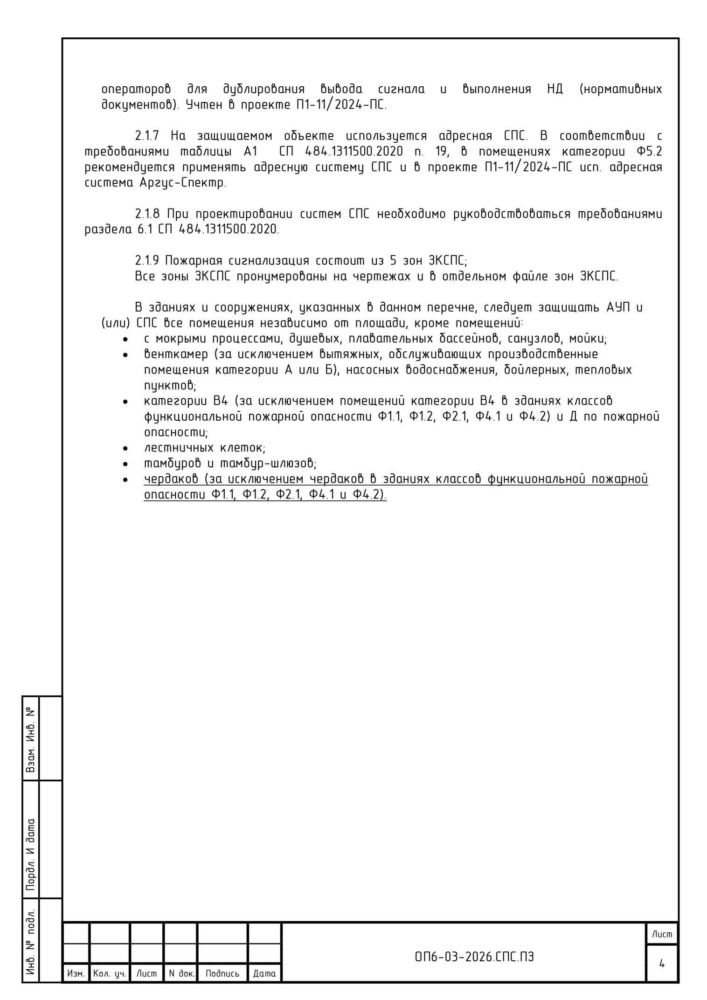 операторов для дублирования вывода сигнала и выполнения НД (нормативных
документов). Учтен в проекте П1-11/2024-ПС.
2.1.7 На защищаемом объекте используется адресная СПС. В соответствии с
требованиями таблицы А1 СП 484.1311500.2020 п. 19, в помещениях категории Ф5.2
рекомендуется применять адресную систему СПС и в проекте П1-11/2024-ПС исп. адресная
система Аргус-Спектр.
2.1.8 При проектировании систем СПС необходимо руководствоваться требованиями
раздела 6.1 СП 484.1311500.2020.
2.1.9 Пожарная сигнализация состоит из 5 зон ЗКСПС;
Все зоны ЗКСПС пронумерованы на чертежах и в отдельном файле зон ЗКСПС.
В зданиях и сооружениях, указанных в данном перечне, следует защищать АУП и
(или) СПС все помещения независимо от площади, кроме помещений:
• с мокрыми процессами, душевых, плавательных бассейнов, санузлов, мойки;
• венткамер (за исключением вытяжных, обслуживающих производственные
помещения категории А или Б), насосных водоснабжения, бойлерных, тепловых
пунктов;
• категории В4 (за исключением помещений категории В4 в зданиях классов
функциональной пожарной опасности Ф1.1, Ф1.2, Ф2.1, Ф4.1 и Ф4.2) и Д по пожарной
опасности;
• лестничных клеток;
• тамбуров и тамбур-шлюзов;
• чердаков (за исключением чердаков в зданиях классов функциональной пожарной
опасности Ф1.1, Ф1.2, Ф2.1, Ф4.1 и Ф4.2).
Взам. Инв. №
Пордл. И дата
Инв. № подл.
Изм. Кол. уч. Лист N док. Подпись Дата
ОП6-03-2026.СПС.ПЗ
Лист
4